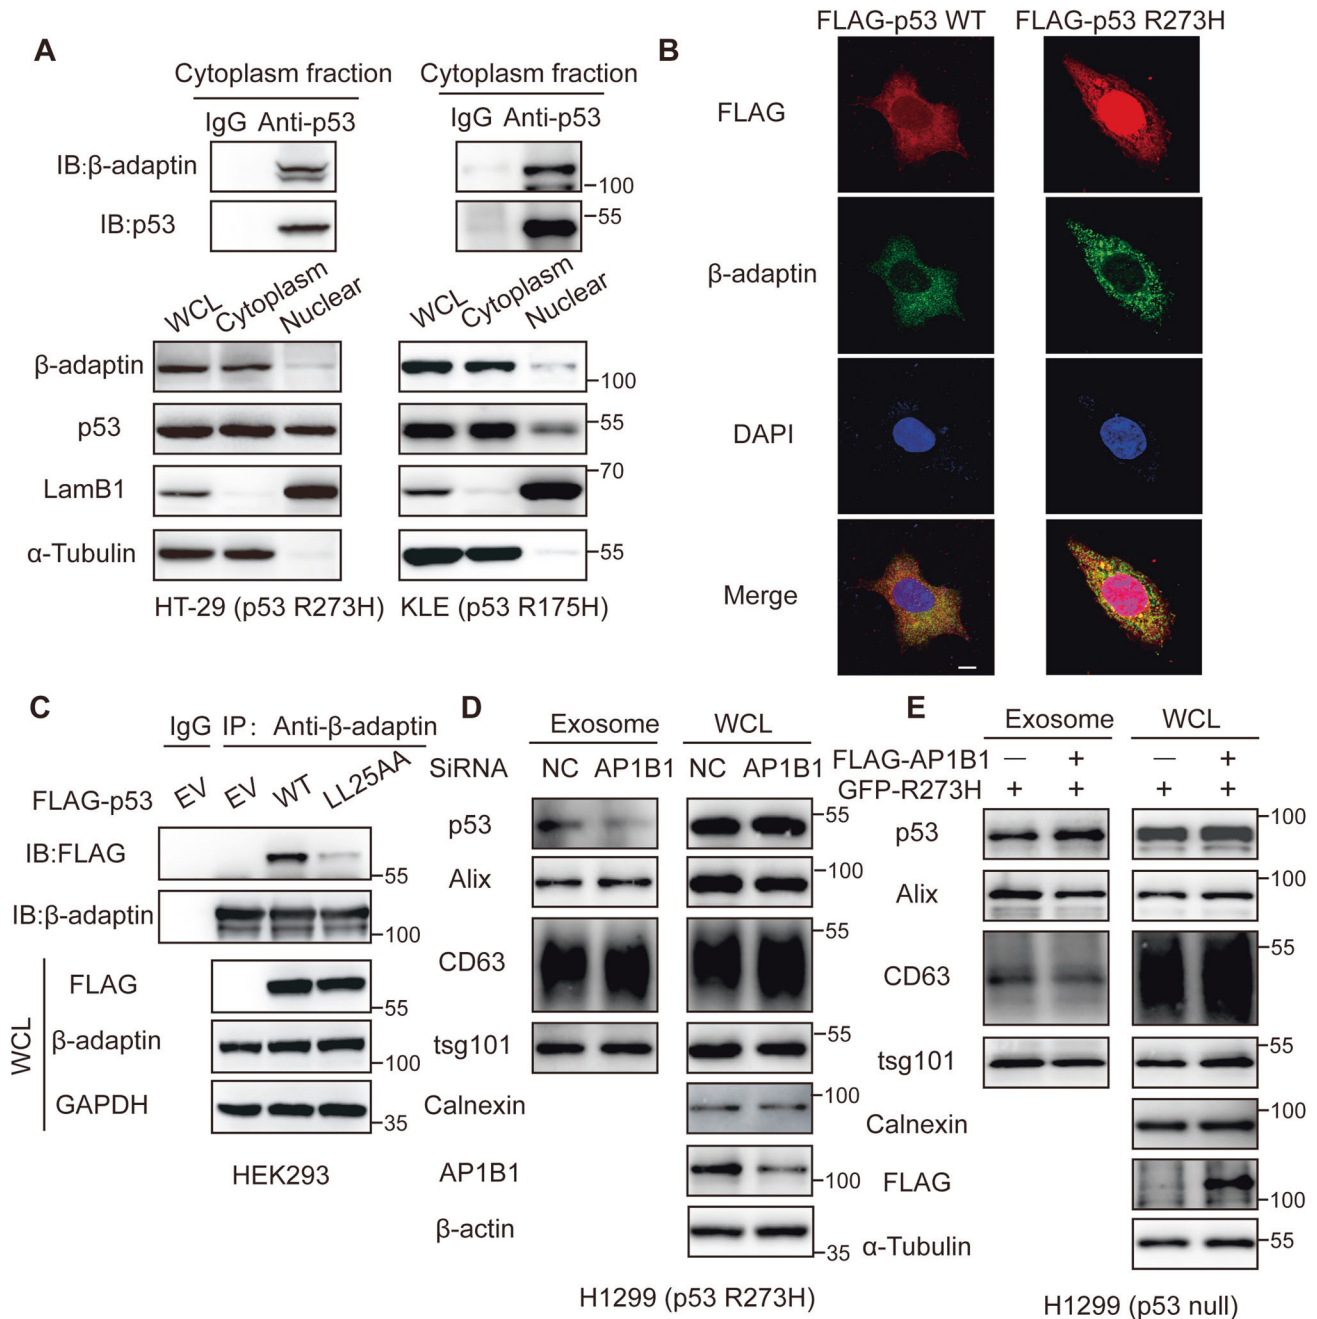 A
Cytoplasm fraction
Cytoplasm fraction
IgG Anti-p53
IgG Anti-p53
IB:β-adaptin
100
IB:p53
55
WCL Cytoplasm Nuclear
WCL Cytoplasm Nuclear
β-adaptin
100
p53
55
LamB1
70
α-Tubulin
55
HT-29 (p53 R273H)
KLE (p53 R175H)
B
FLAG-p53 WT
FLAG-p53 R273H
FLAG
β-adaptin
DAPI
Merge
C
IgG IP: Anti-β-adaptin
FLAG-p53
EV EV WT LL25AA
IB:FLAG
55
IB:β-adaptin
100
WCL
FLAG
55
β-adaptin
100
GAPDH
35
HEK293
D
Exosome
WCL
SiRNA
NC AP1B1
NC AP1B1
p53
55
Alix
100
CD63
55
tsg101
55
Calnexin
100
AP1B1
100
β-actin
35
H1299 (p53 R273H)
E
Exosome
WCL
FLAG-AP1B1 — + — +
GFP-R273H + + + +
p53
100
Alix
100
CD63
55
tsg101
55
Calnexin
100
FLAG
100
α-Tubulin
55
H1299 (p53 null)